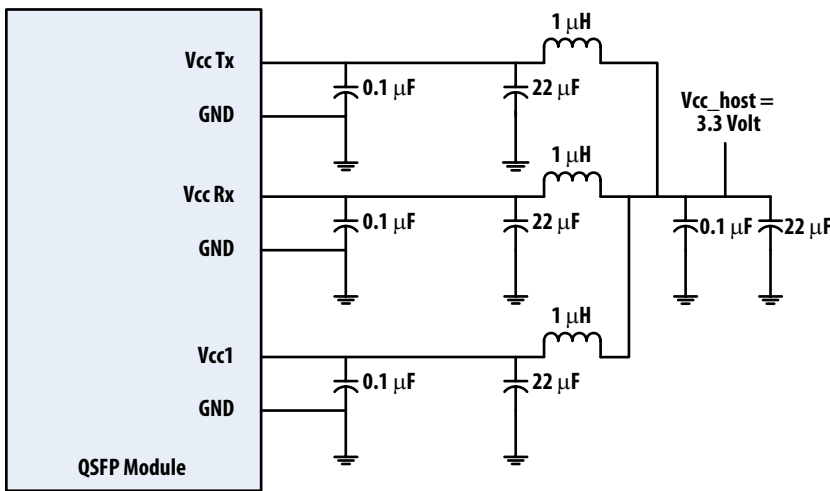 1 μH
Vcc Tx
0.1 μF
22 μF
GND
Vcc_host =
3.3 Volt
1 μH
Vcc Rx
0.1 μF
22 μF
0.1 μF
22 μF
GND
1 μH
Vcc1
0.1 μF
22 μF
GND
QSFP Module